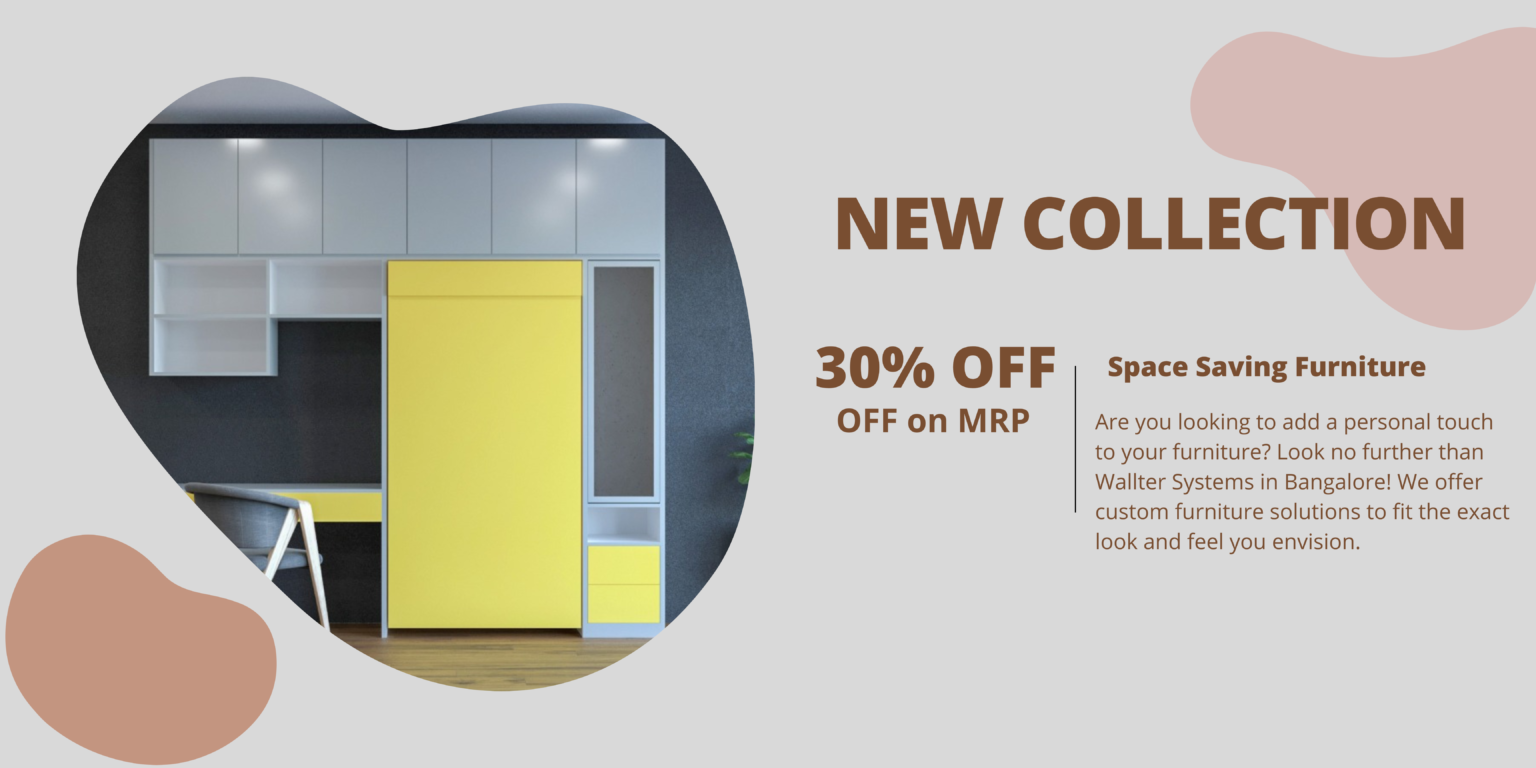 NEW COLLECTION
30% OFF
OFF on MRP
Space Saving Furniture
Are you looking to add a personal touch
to your furniture? Look no further than
Wallter Systems in Bangalore! We offer
custom furniture solutions to fit the exact
look and feel you envision.